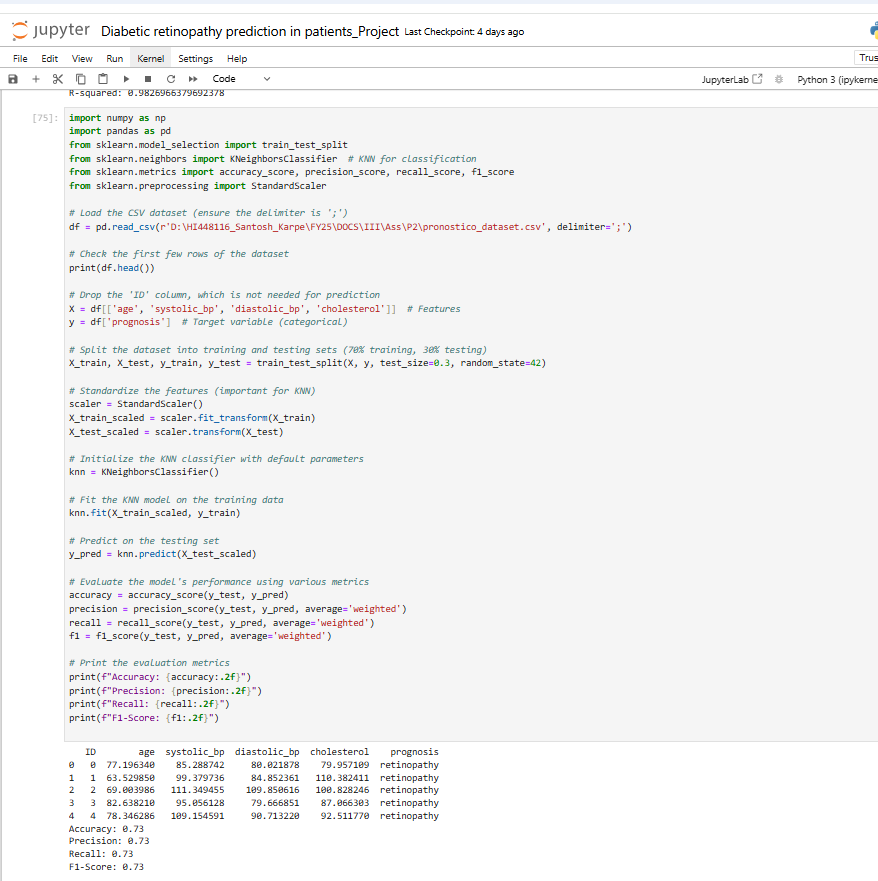 jupyter Diabetic retinopathy prediction in patients_Project Last Checkpoint: 4 days ago
File Edit View Run Kernel Settings Help
Code
JupyterLab
Python 3 (ipykerne
R-squared: 0.9826966379692378
[75]:
import numpy as np
import pandas as pd
from sklearn.model_selection import train_test_split
from sklearn.neighbors import KNeighborsClassifier # KNN for classification
from sklearn.metrics import accuracy_score, precision_score, recall_score, f1_score
from sklearn.preprocessing import StandardScaler
# Load the CSV dataset (ensure the delimiter is ';')
df = pd.read_csv(r'D:\HI448116_Santosh_Karpe\FY25\DOCS\III\Ass\P2\pronostico_dataset.csv', delimiter=';')
# Check the first few rows of the dataset
print(df.head())
# Drop the 'ID' column, which is not needed for prediction
X = df[['age', 'systolic_bp', 'diastolic_bp', 'cholesterol']] # Features
y = df['prognosis'] # Target variable (categorical)
# Split the dataset into training and testing sets (70% training, 30% testing)
X_train, X_test, y_train, y_test = train_test_split(X, y, test_size=0.3, random_state=42)
# Standardize the features (important for KNN)
scaler = StandardScaler()
X_train_scaled = scaler.fit_transform(X_train)
X_test_scaled = scaler.transform(X_test)
# Initialize the KNN classifier with default parameters
knn = KNeighborsClassifier()
# Fit the KNN model on the training data
knn.fit(X_train_scaled, y_train)
# Predict on the testing set
y_pred = knn.predict(X_test_scaled)
# Evaluate the model's performance using various metrics
accuracy = accuracy_score(y_test, y_pred)
precision = precision_score(y_test, y_pred, average='weighted')
recall = recall_score(y_test, y_pred, average='weighted')
f1 = f1_score(y_test, y_pred, average='weighted')
# Print the evaluation metrics
print(f"Accuracy: {accuracy:.2f}")
print(f"Precision: {precision:.2f}")
print(f"Recall: {recall:.2f}")
print(f"F1-Score: {f1:.2f}")
ID age systolic_bp diastolic_bp cholesterol prognosis
0 0 77.196340 85.288742 80.021878 79.957109 retinopathy
1 1 63.529850 99.379736 84.852361 110.382411 retinopathy
2 2 69.003986 111.349455 109.850616 100.828246 retinopathy
3 3 82.638210 95.056128 79.666851 87.066303 retinopathy
4 4 78.346286 109.154591 90.713220 92.511770 retinopathy
Accuracy: 0.73
Precision: 0.73
Recall: 0.73
F1-Score: 0.73